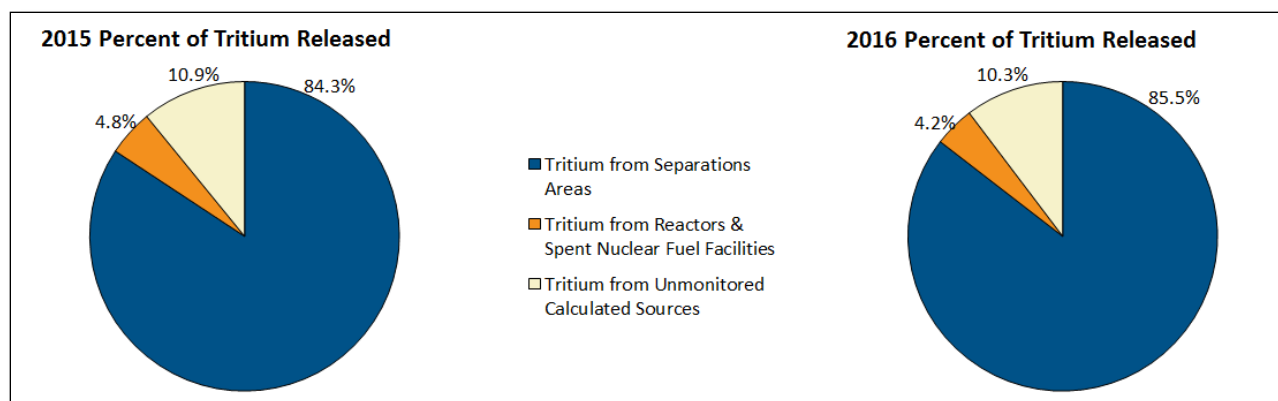 2015 Percent of Tritium Released
10.9%
84.3%
4.8%
Tritium from Separations
Areas
Tritium from Reactors &
Spent Nuclear Fuel Facilities
Tritium from Unmonitored
Calculated Sources
2016 Percent of Tritium Released
10.3%
85.5%
4.2%